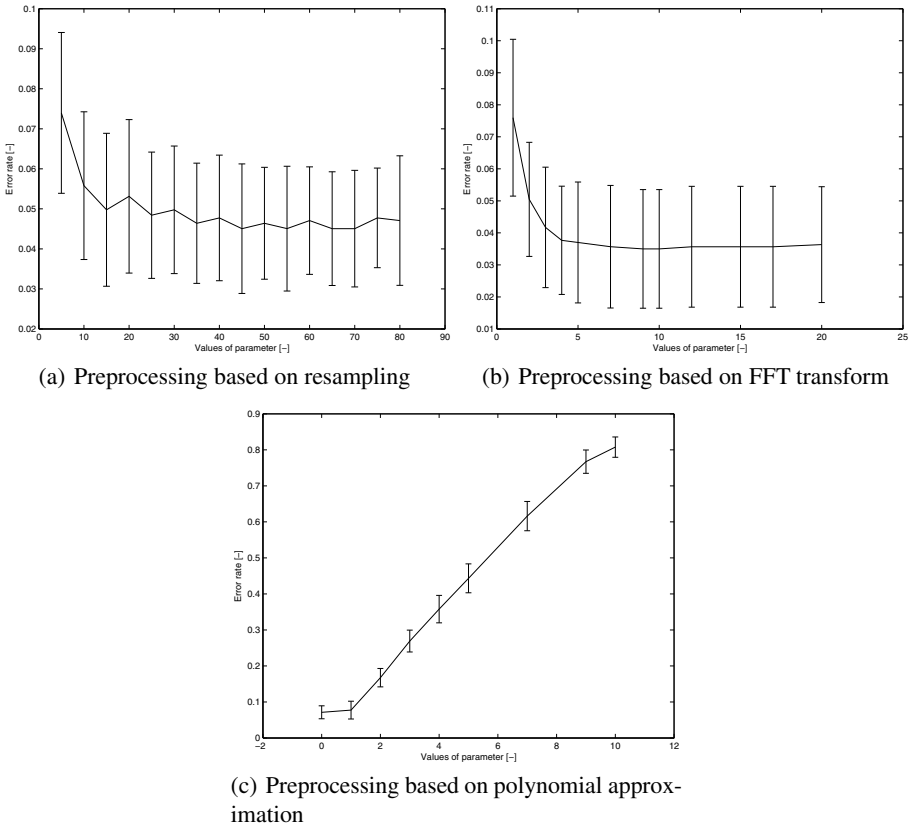 0.1
0.09
0.08
0.07
0.06
0.05
0.04
0.03
0.02
Error rate [−]
0 10 20 30 40 50 60 70 80 90
Values of parameter [−]
(a) Preprocessing based on resampling
0.11
0.1
0.09
0.08
0.07
0.06
0.05
0.04
0.03
0.02
0.01
Error rate [−]
0 5 10 15 20 25
Values of parameter [−]
(b) Preprocessing based on FFT transform
0.9
0.8
0.7
0.6
0.5
0.4
0.3
0.2
0.1
0
Error rate [−]
−2 0 2 4 6 8 10 12
Values of parameter [−]
(c) Preprocessing based on polynomial approx-
imation